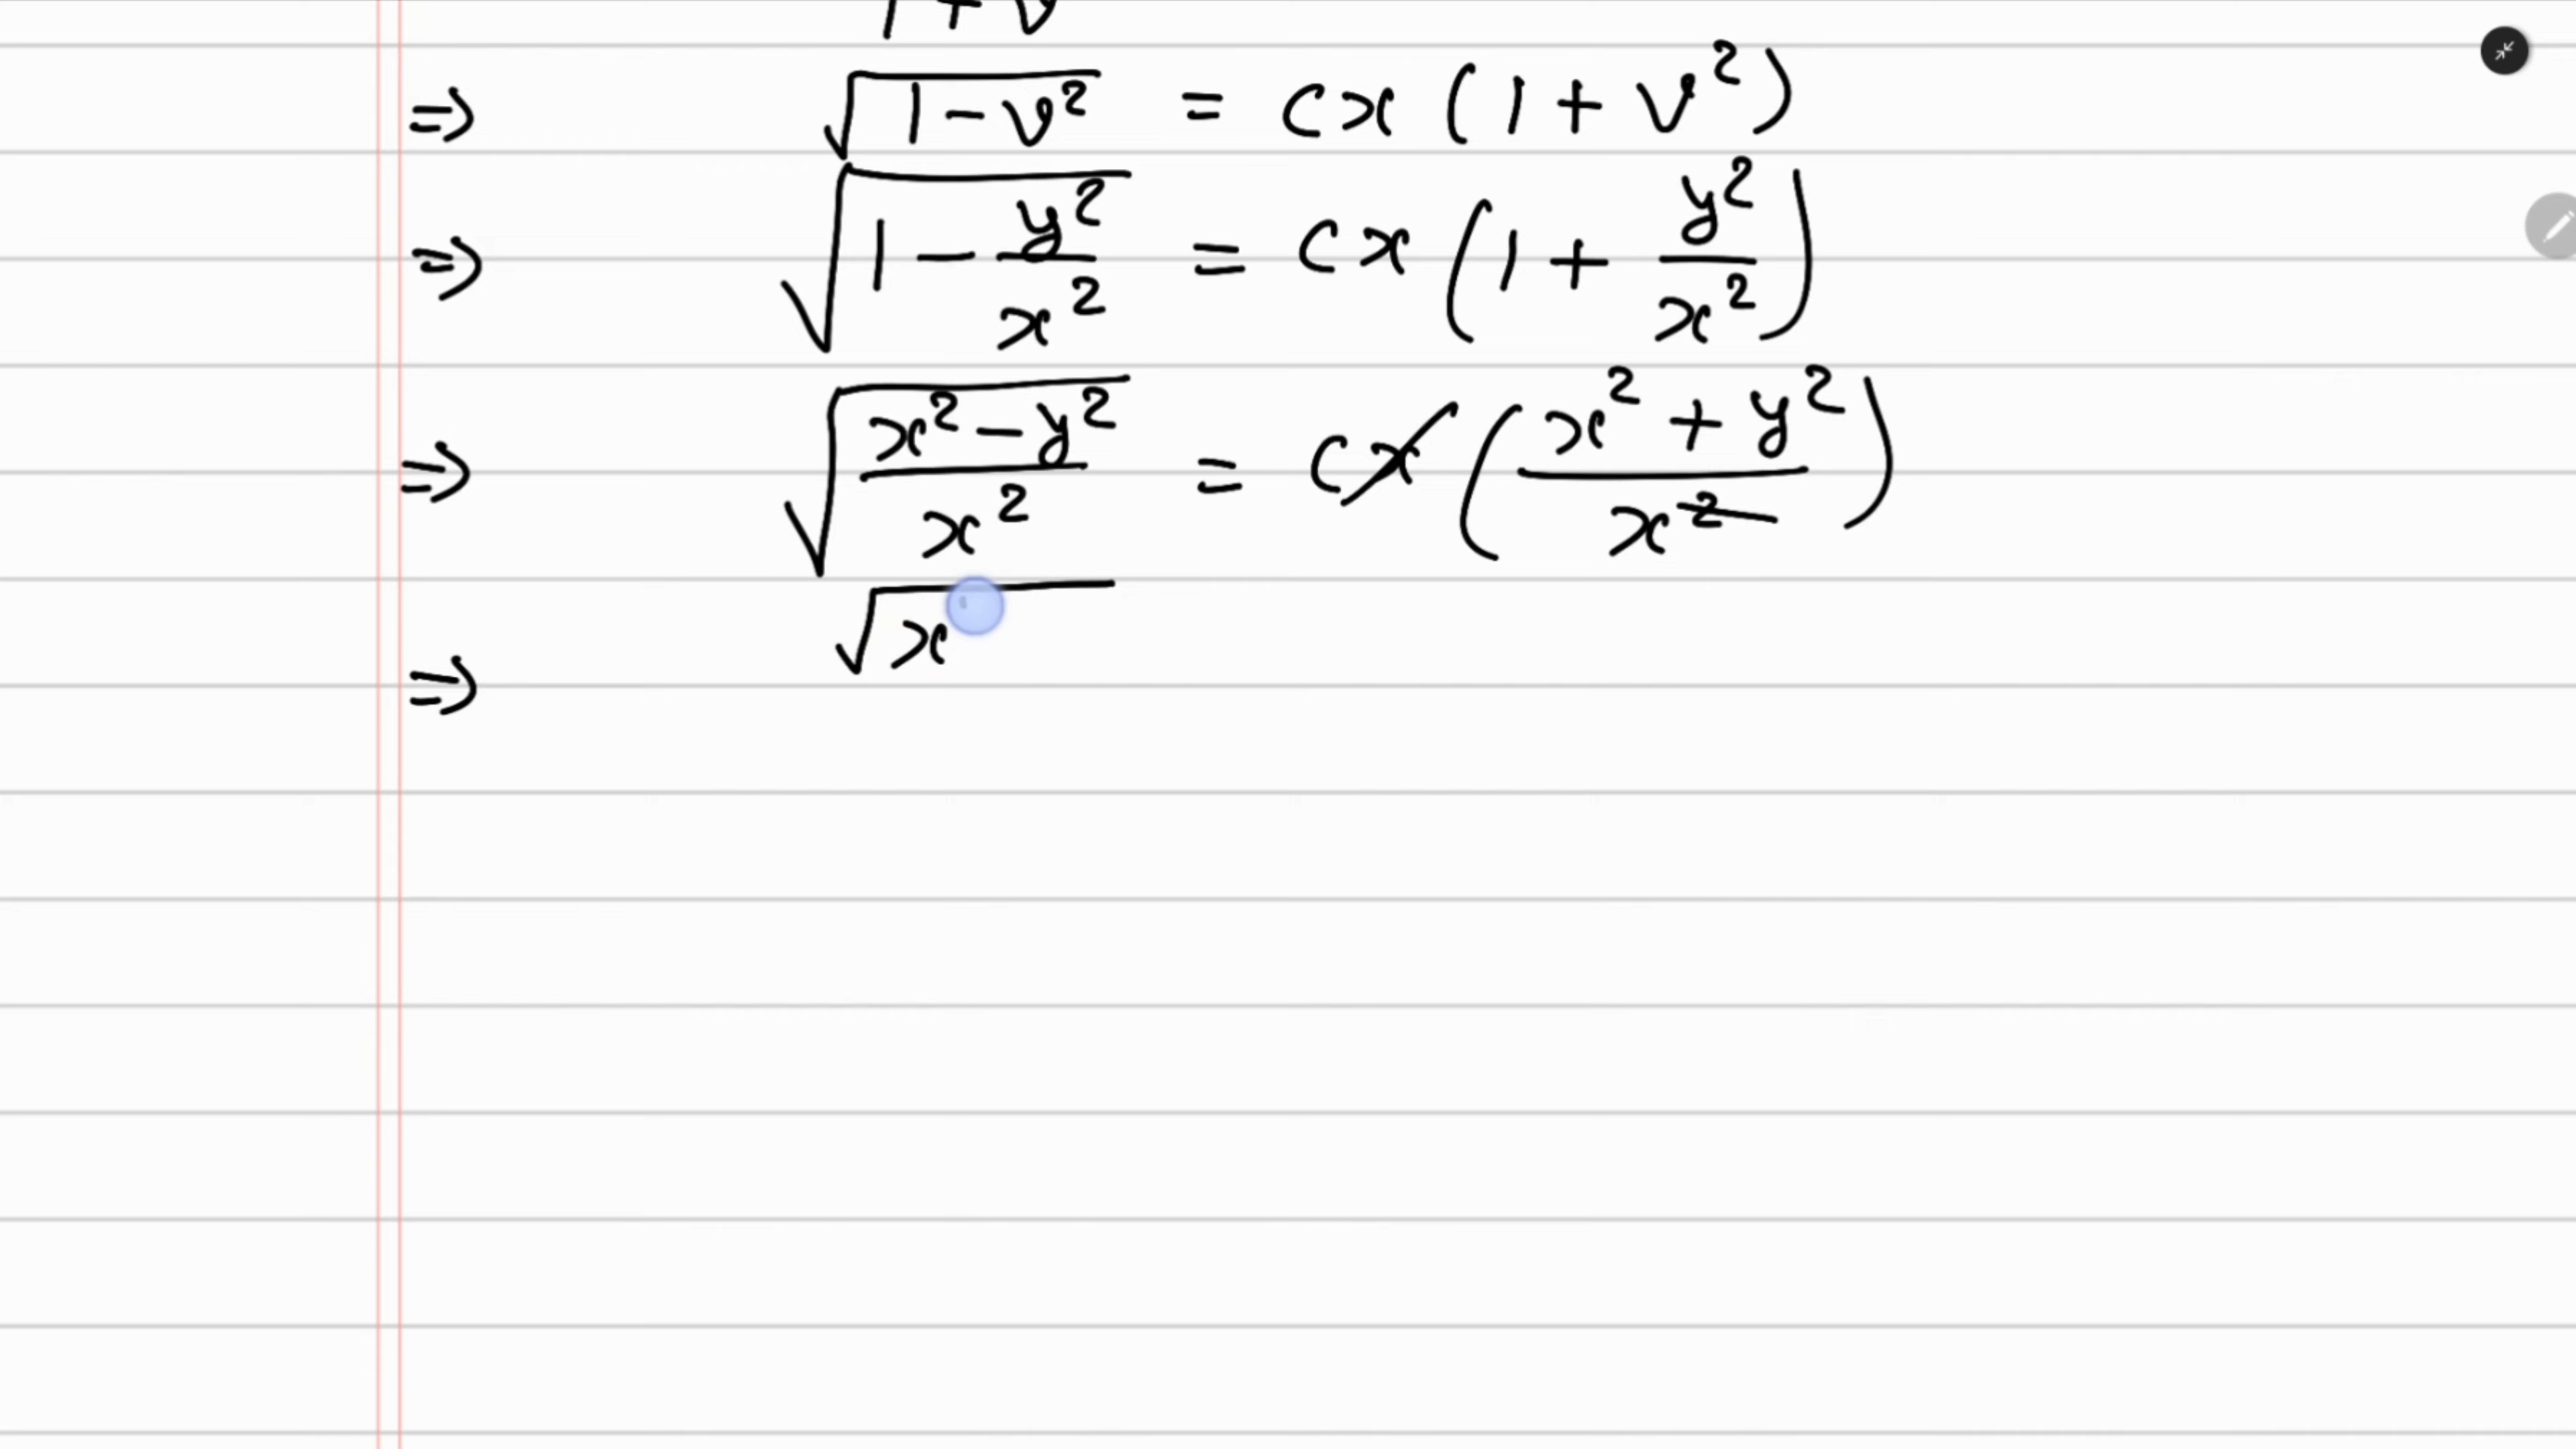 1 + v
⇒ √(1 - v²) = cx (1 + v²)
⇒ √(1 - y²/x²) = cx (1 + y²/x²)
⇒ √((x² - y²)/x²) = cx ((x² + y²)/x²)
⇒ √x